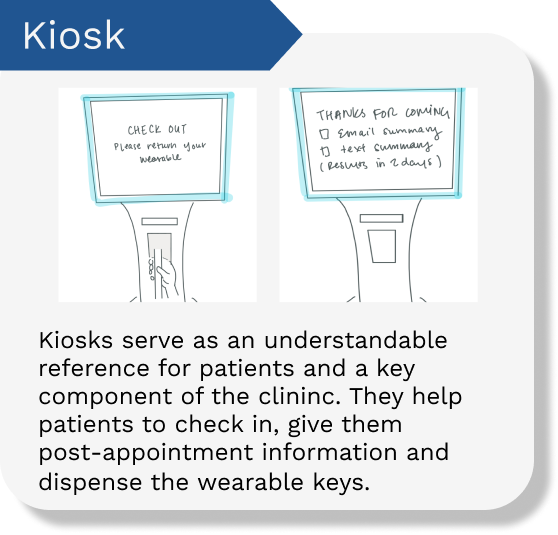 Kiosk
CHECK OUT
Please return your
wearable
THANKS FOR COMING
Email summary
text summary
(Results in 2 days)
Kiosks serve as an understandable
reference for patients and a key
component of the clininc. They help
patients to check in, give them
post-appointment information and
dispense the wearable keys.